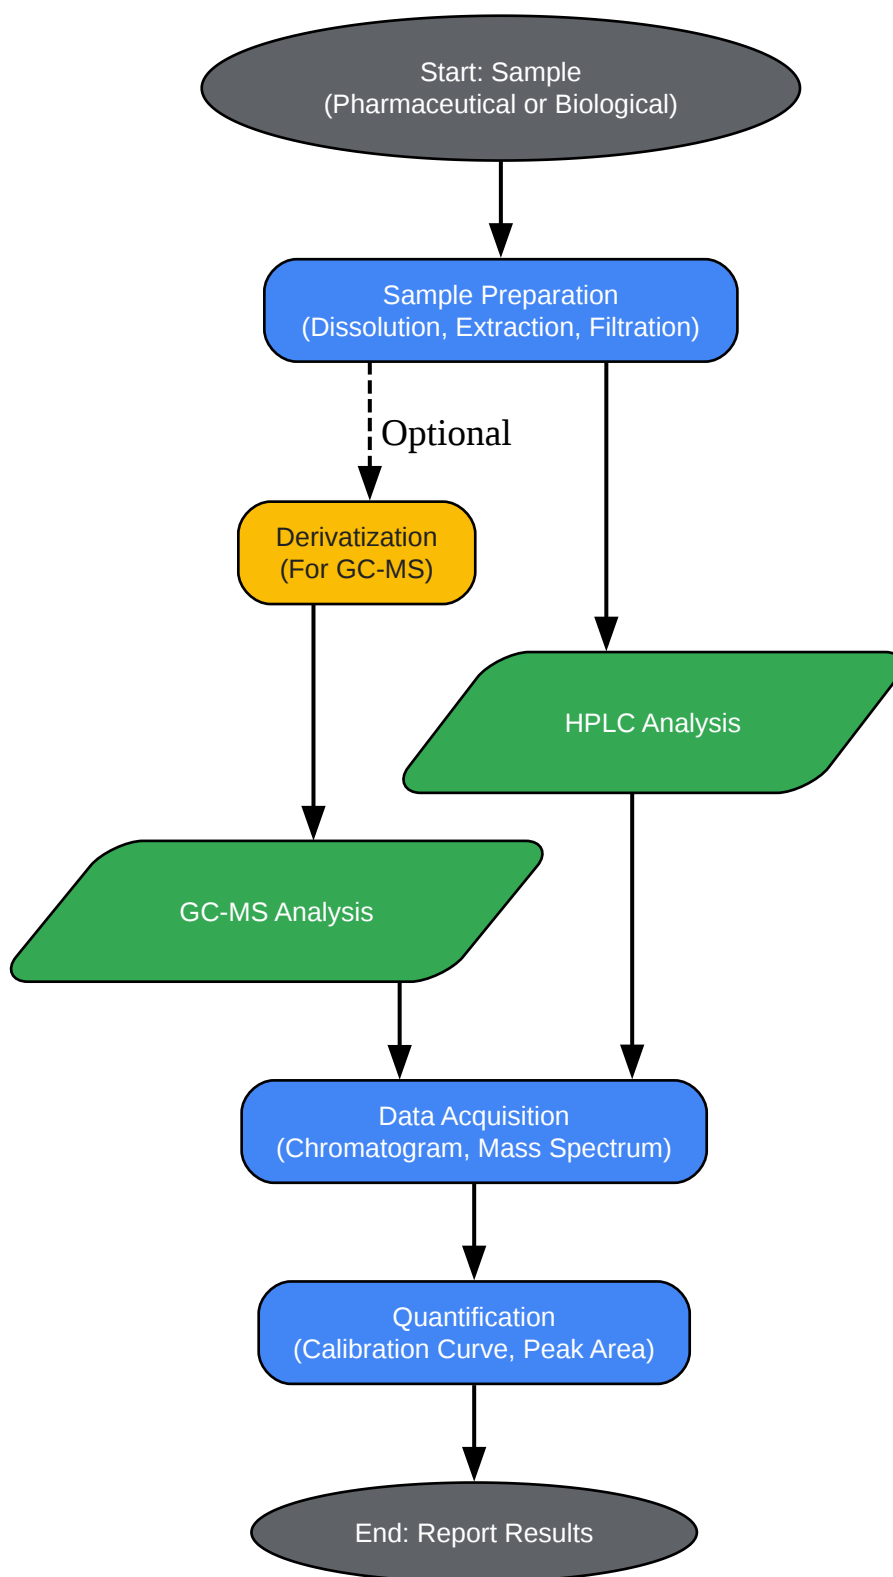 Start: Sample
(Pharmaceutical or Biological)
Sample Preparation
(Dissolution, Extraction, Filtration)
Optional
Derivatization
(For GC-MS)
HPLC Analysis
GC-MS Analysis
Data Acquisition
(Chromatogram, Mass Spectrum)
Quantification
(Calibration Curve, Peak Area)
End: Report Results